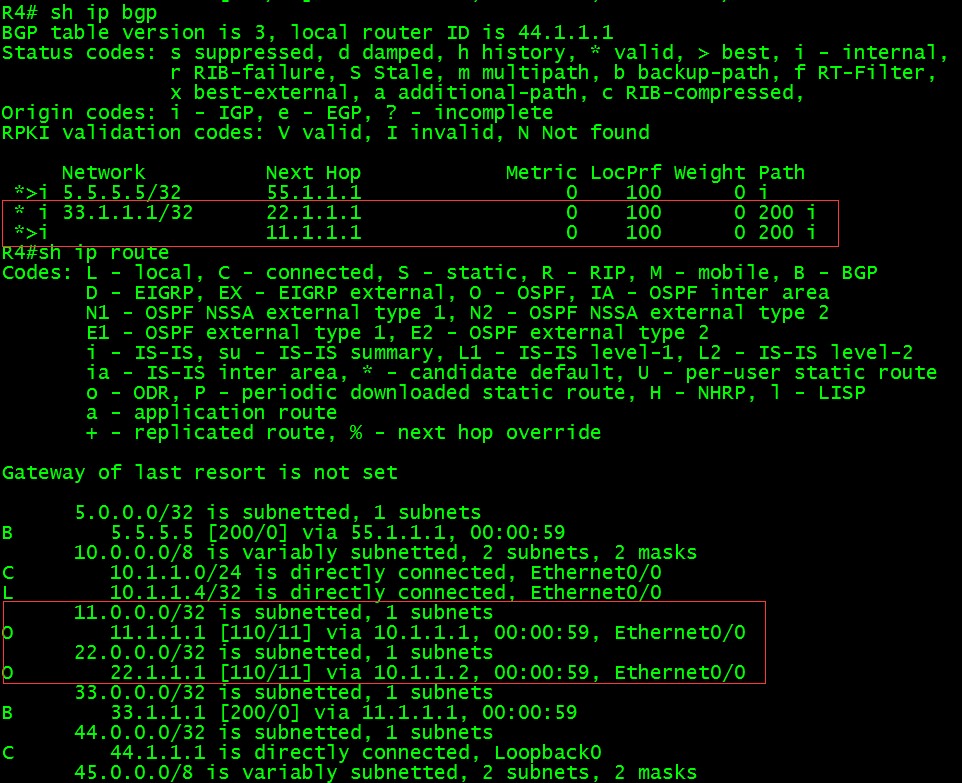 R4# sh ip bgp
BGP table version is 3, local router ID is 44.1.1.1
Status codes: s suppressed, d damped, h history, * valid, > best, i - internal,
r RIB-failure, S Stale, m multipath, b backup-path, f RT-Filter,
x best-external, a additional-path, c RIB-compressed,
Origin codes: i - IGP, e - EGP, ? - incomplete
RPKI validation codes: V valid, I invalid, N Not found
Network Next Hop Metric LocPrf Weight Path
*>i 5.5.5.5/32 55.1.1.1 0 100 0 i
* i 33.1.1.1/32 22.1.1.1 0 100 0 200 i
*>i 11.1.1.1 0 100 0 200 i
R4#sh ip route
Codes: L - local, C - connected, S - static, R - RIP, M - mobile, B - BGP
D - EIGRP, EX - EIGRP external, O - OSPF, IA - OSPF inter area
N1 - OSPF NSSA external type 1, N2 - OSPF NSSA external type 2
E1 - OSPF external type 1, E2 - OSPF external type 2
i - IS-IS, su - IS-IS summary, L1 - IS-IS level-1, L2 - IS-IS level-2
ia - IS-IS inter area, * - candidate default, U - per-user static route
o - ODR, P - periodic downloaded static route, H - NHRP, l - LISP
a - application route
+ - replicated route, % - next hop override
Gateway of last resort is not set
5.0.0.0/32 is subnetted, 1 subnets
B 5.5.5.5 [200/0] via 55.1.1.1, 00:00:59
10.0.0.0/8 is variably subnetted, 2 subnets, 2 masks
C 10.1.1.0/24 is directly connected, Ethernet0/0
L 10.1.1.4/32 is directly connected, Ethernet0/0
11.0.0.0/32 is subnetted, 1 subnets
O 11.1.1.1 [110/11] via 10.1.1.1, 00:00:59, Ethernet0/0
22.0.0.0/32 is subnetted, 1 subnets
O 22.1.1.1 [110/11] via 10.1.1.2, 00:00:59, Ethernet0/0
33.0.0.0/32 is subnetted, 1 subnets
B 33.1.1.1 [200/0] via 11.1.1.1, 00:00:59
44.0.0.0/32 is subnetted, 1 subnets
C 44.1.1.1 is directly connected, Loopback0
45.0.0.0/8 is variably subnetted, 2 subnets, 2 masks